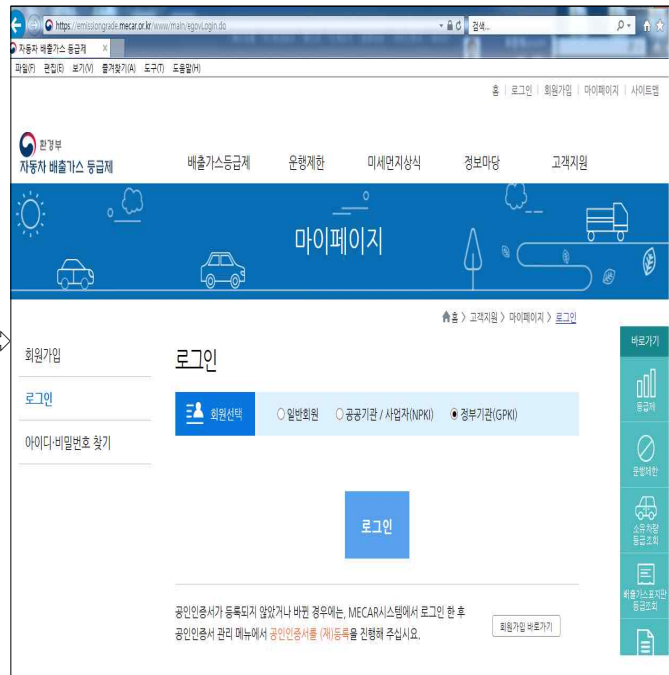 https://emissiongrade.mecar.or.kr/www/main/egovLogin.do
검색...
자동차 배출가스 등급제
파일(F) 편집(E) 보기(V) 즐겨찾기(A) 도구(T) 도움말(H)
홈 | 로그인 | 회원가입 | 마이페이지 | 사이트맵
환경부
자동차 배출가스 등급제
배출가스등급제 운행제한 미세먼지상식 정보마당 고객지원
마이페이지
홈 > 고객지원 > 마이페이지 > 로그인
회원가입
로그인
아이디·비밀번호 찾기
로그인
회원선택 일반회원 공공기관 / 사업자(NPKI) 정부기관(GPKI)
로그인
공인인증서가 등록되지 않았거나 바뀐 경우에는, MECAR시스템에서 로그인 한 후
공인인증서 관리 메뉴에서 공인인증서를 (재)등록을 진행해 주십시요.
회원가입 바로가기
바로가기
등급제
운행제한
소유차량
등급조회
배출가스표지판
등급조회